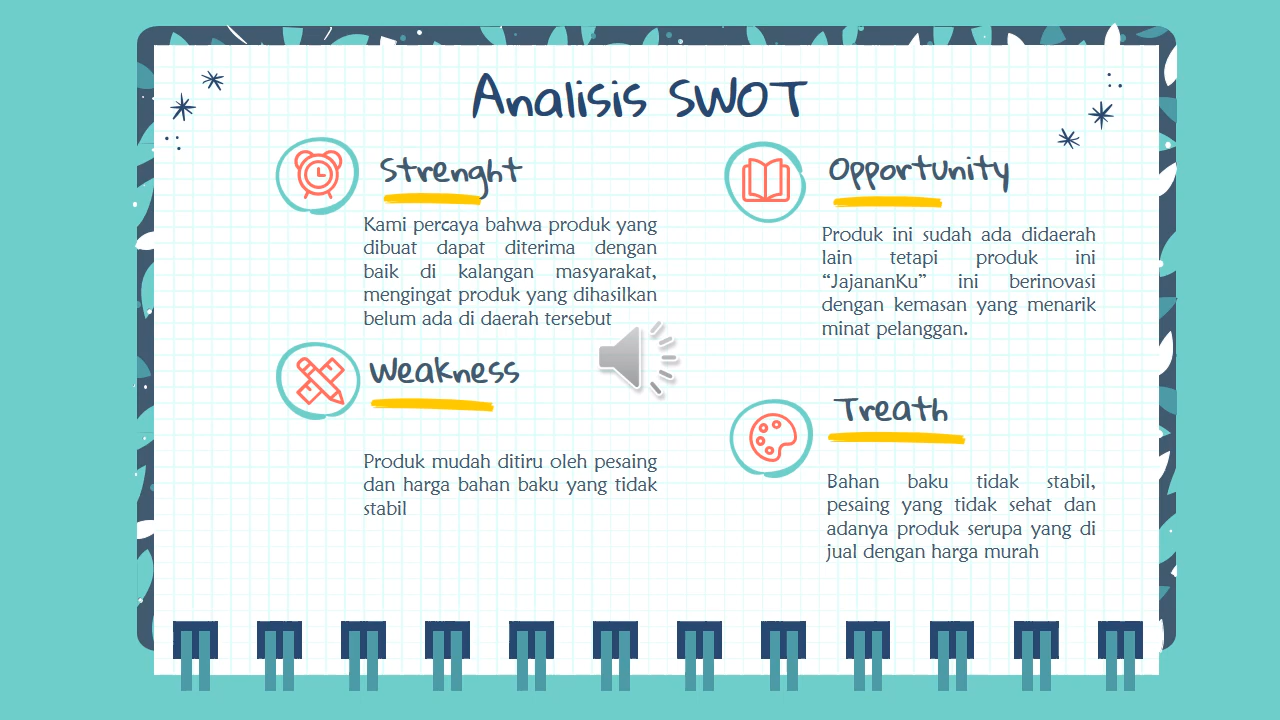 Analisis SWOT
Strenght
Kami percaya bahwa produk yang
dibuat dapat diterima dengan
baik di kalangan masyarakat,
mengingat produk yang dihasilkan
belum ada di daerah tersebut
Weakness
Produk mudah ditiru oleh pesaing
dan harga bahan baku yang tidak
stabil
Opportunity
Produk ini sudah ada didaerah
lain tetapi produk ini
“JajananKu” ini berinovasi
dengan kemasan yang menarik
minat pelanggan.
Treath
Bahan baku tidak stabil,
pesaing yang tidak sehat dan
adanya produk serupa yang di
jual dengan harga murah